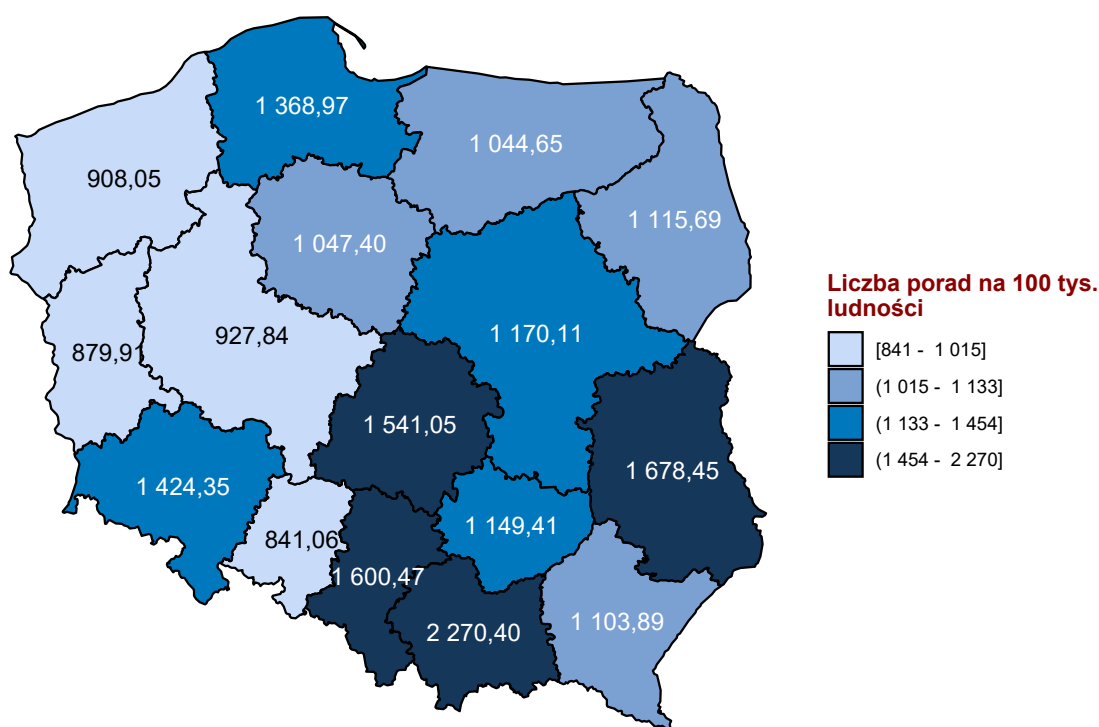 1 368,97
1 044,65
908,05
1 115,69
1 047,40
1 170,11
927,84
879,91
1 541,05
1 678,45
1 424,35
1 149,41
841,06
1 600,47
2 270,40
1 103,89
Liczba porad na 100 tys.
ludności
[841 - 1 015]
(1 015 - 1 133]
(1 133 - 1 454]
(1 454 - 2 270]